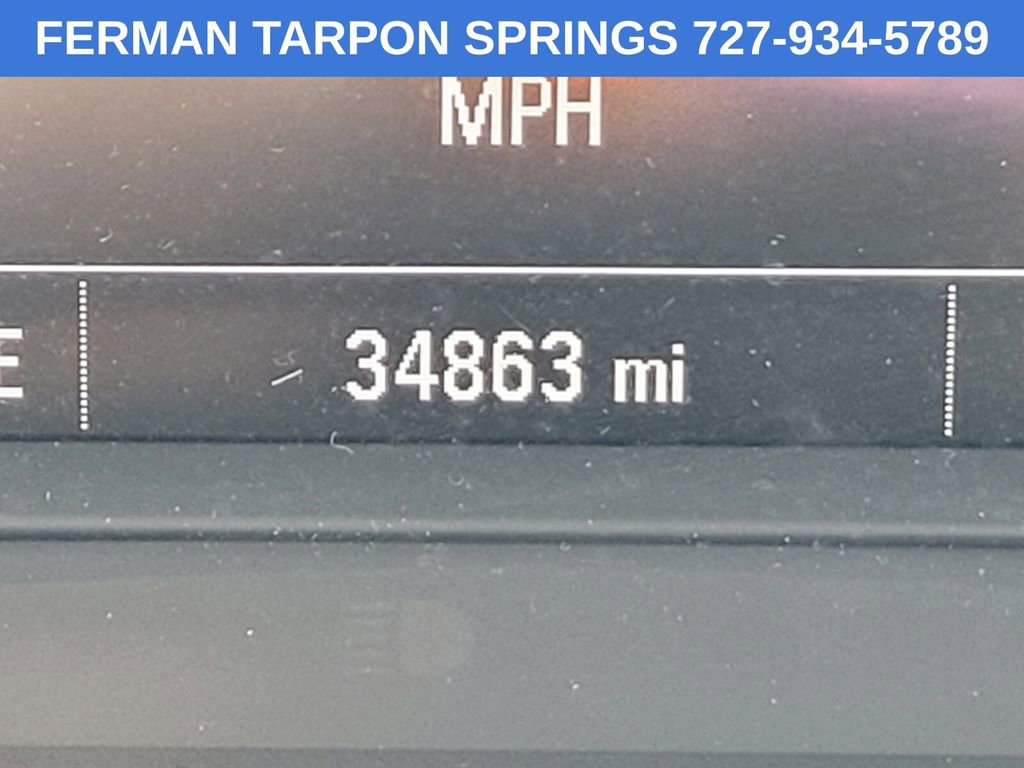 FERMAN TARPON SPRINGS 727-934-5789
MPH
E
34863 mi